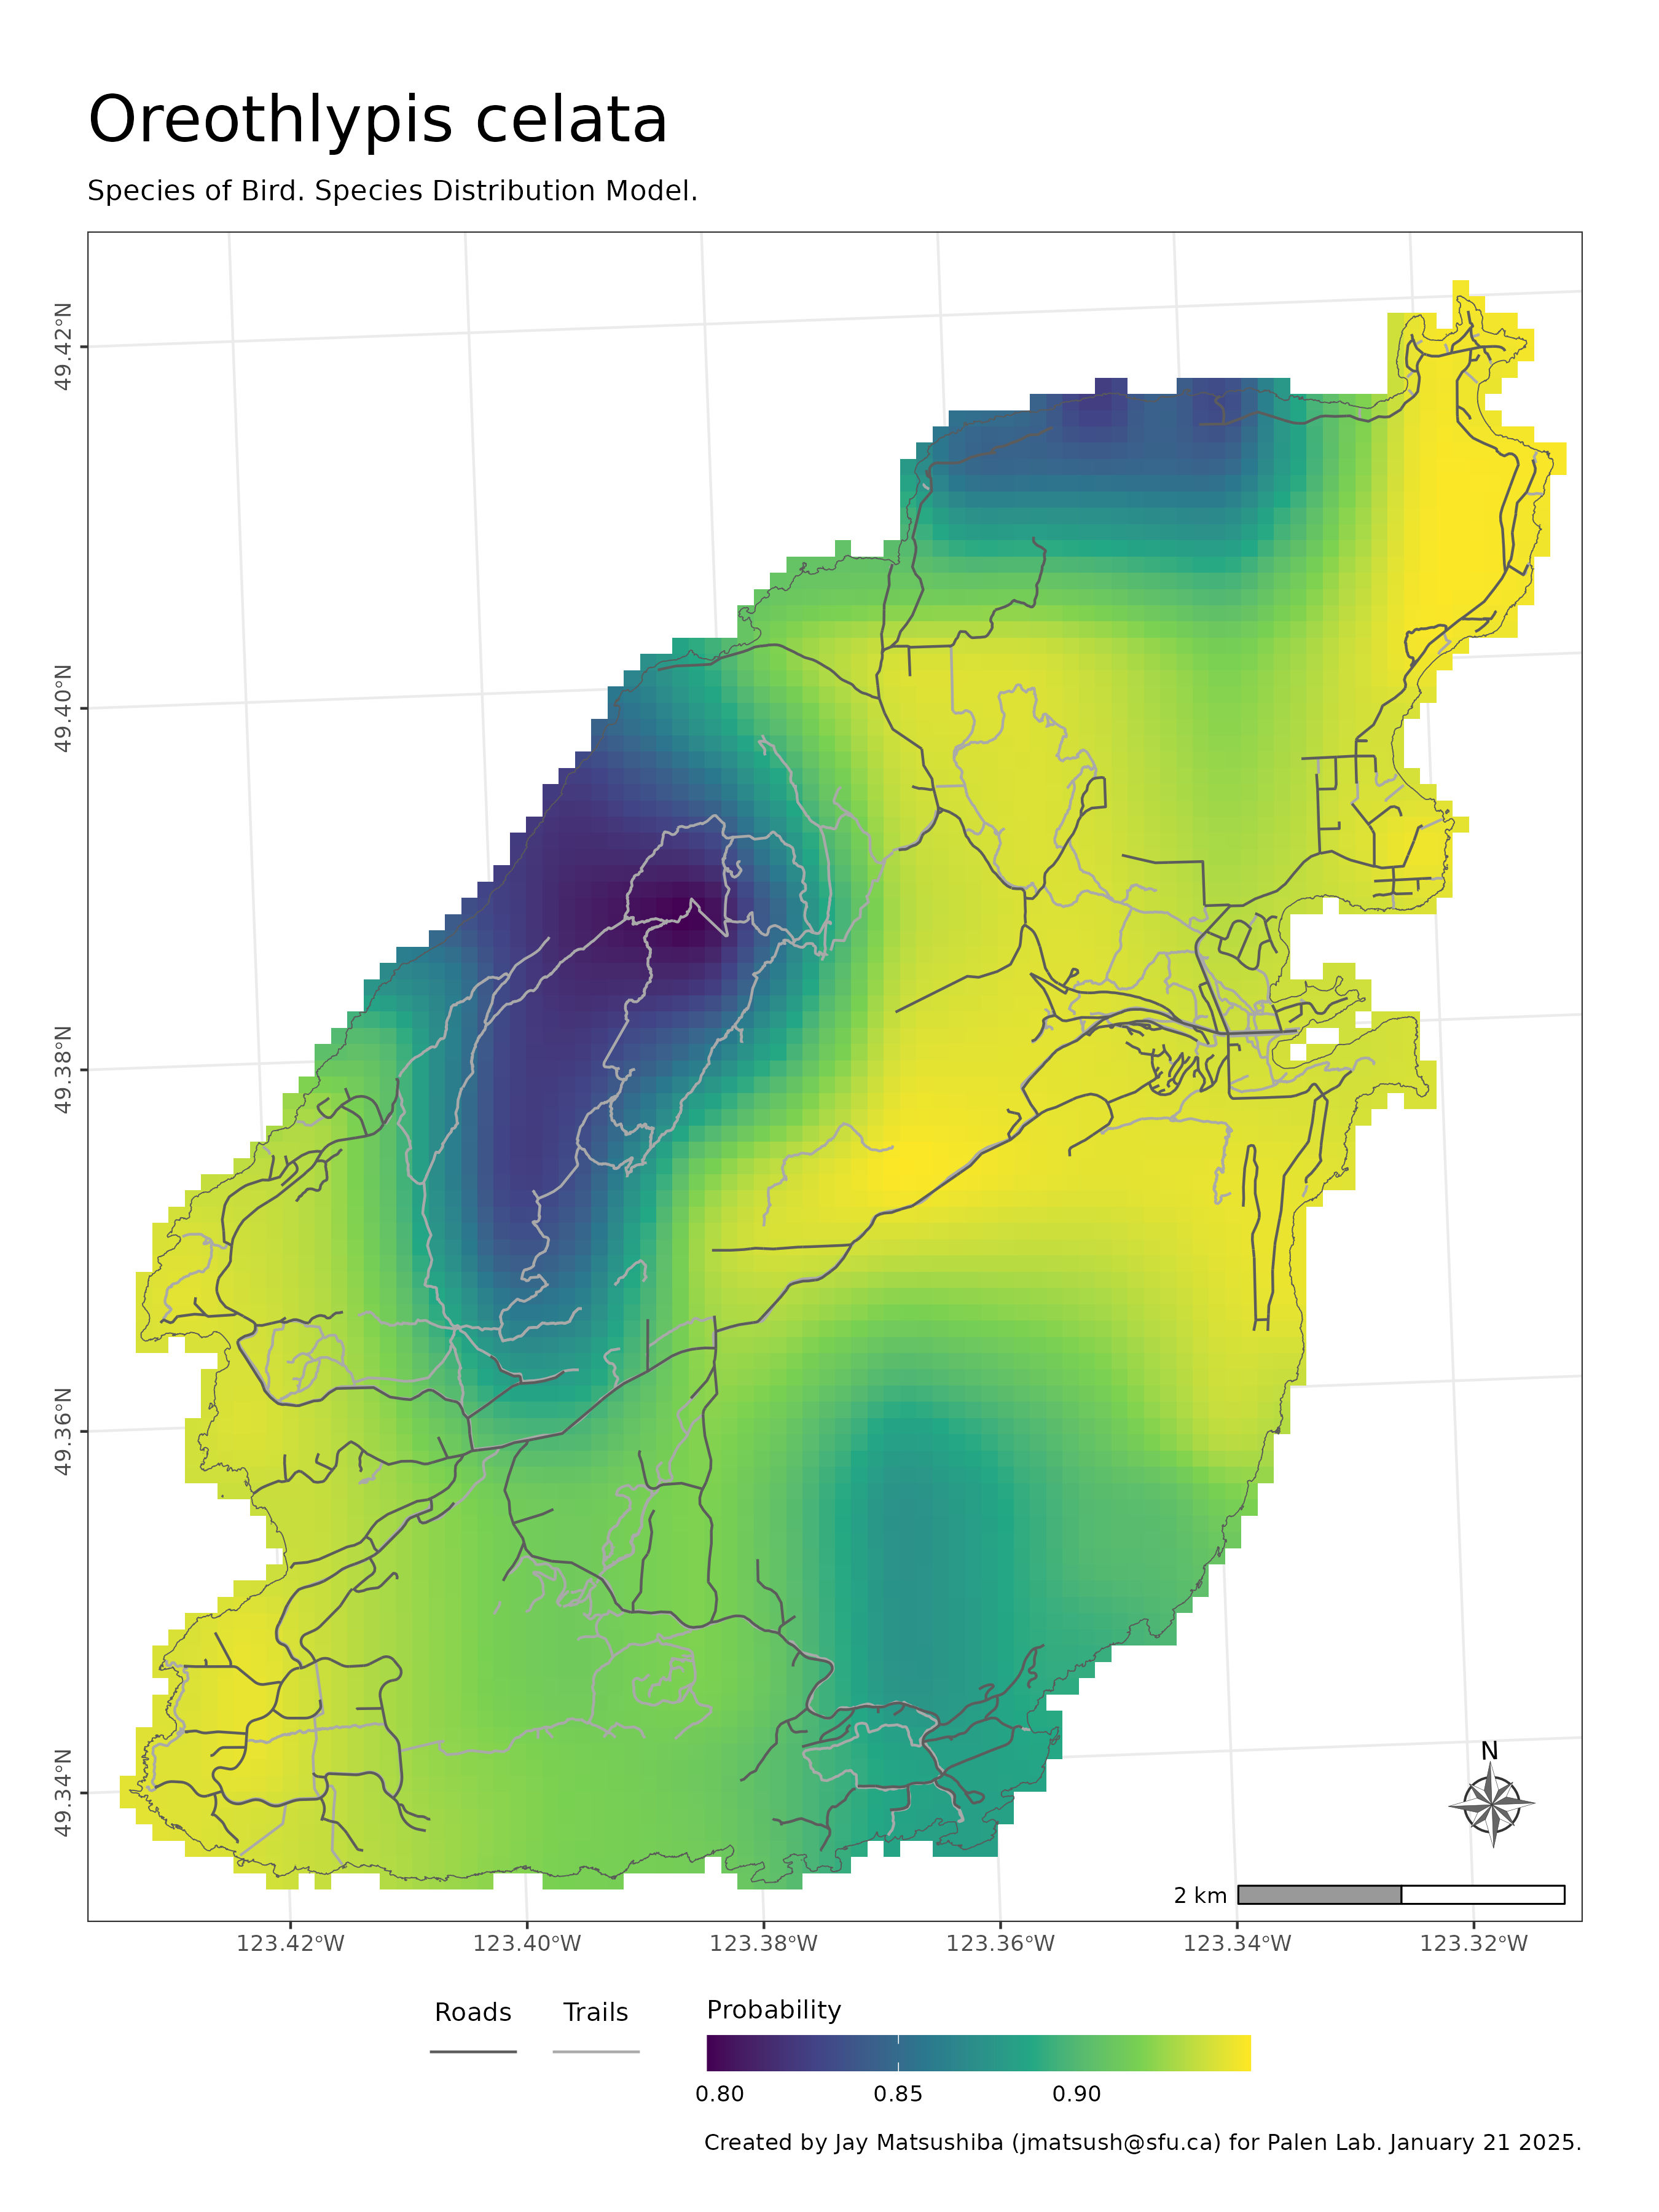 Oreothlypis celata
Species of Bird. Species Distribution Model.
49.42°N
49.40°N
49.38°N
49.36°N
49.34°N
N
2 km
123.42°W 123.40°W 123.38°W 123.36°W 123.34°W 123.32°W
Roads Trails Probability
0.80 0.85 0.90
Created by Jay Matsushiba (jmatsush@sfu.ca) for Palen Lab. January 21 2025.